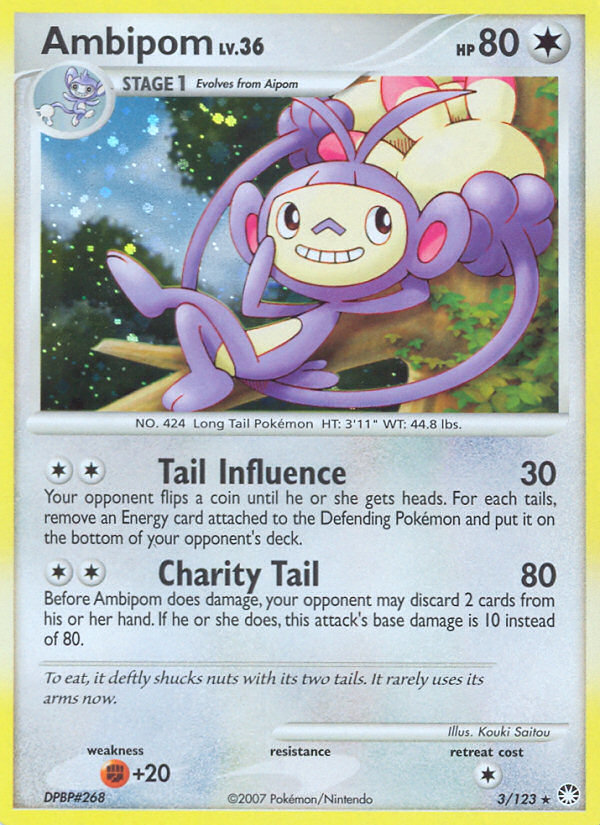 Ambipom LV.36 HP 80
STAGE 1 Evolves from Aipom
NO. 424 Long Tail Pokémon HT: 3'11" WT: 44.8 lbs.
Tail Influence 30
Your opponent flips a coin until he or she gets heads. For each tails,
remove an Energy card attached to the Defending Pokémon and put it on
the bottom of your opponent's deck.
Charity Tail 80
Before Ambipom does damage, your opponent may discard 2 cards from
his or her hand. If he or she does, this attack's base damage is 10 instead
of 80.
To eat, it deftly shucks nuts with its two tails. It rarely uses its
arms now.
Illus. Kouki Saitou
weakness resistance retreat cost
+20
DPBP#268 ©2007 Pokémon/Nintendo 3/123 ★